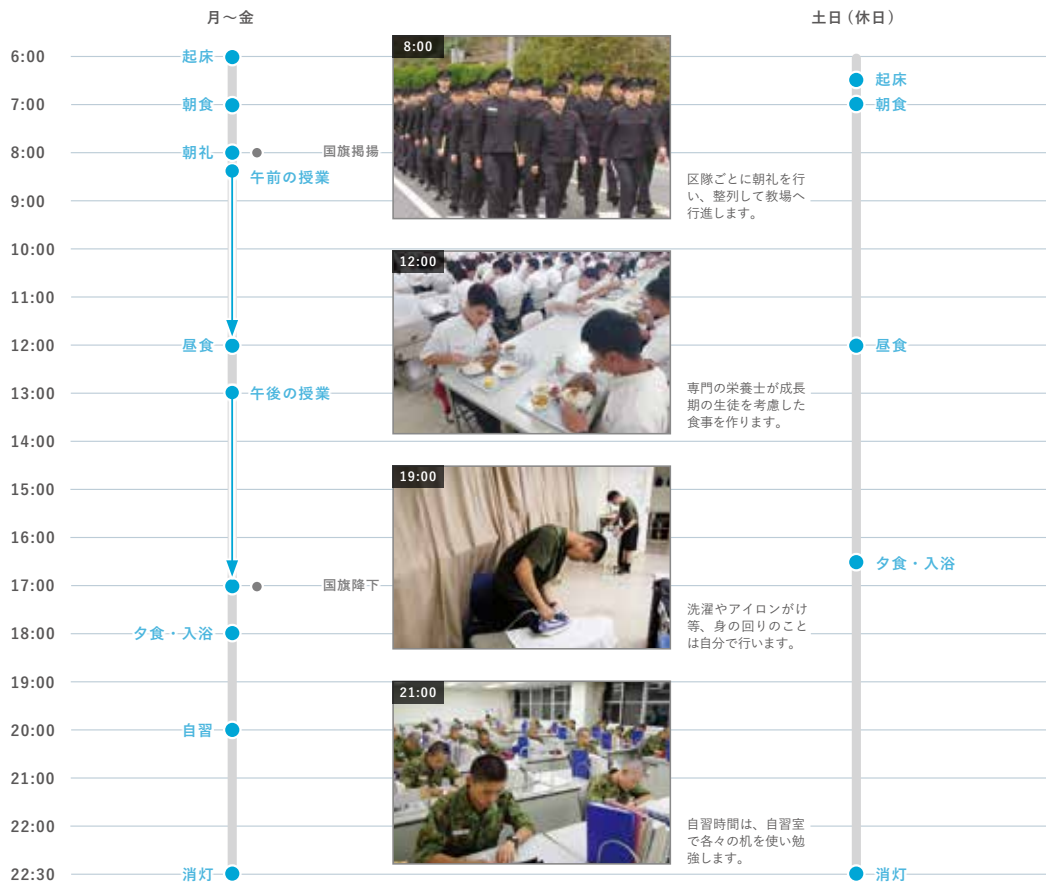 月〜金
土日（休日）
6:00
起床
起床
7:00
朝食
朝食
8:00
朝礼
国旗掲揚
午前の授業
8:00
区隊ごとに朝礼を行
い、整列して教場へ
行進します。
9:00
10:00
11:00
12:00
昼食
昼食
12:00
専門の栄養士が成長
期の生徒を考慮した
食事を作ります。
13:00
午後の授業
14:00
15:00
16:00
夕食・入浴
17:00
国旗降下
19:00
洗濯やアイロンがけ
等、身の回りのこと
は自分で行います。
18:00
夕食・入浴
19:00
20:00
自習
21:00
21:00
自習時間は、自習室
で各々の机を使い勉
強します。
22:00
22:30
消灯
消灯